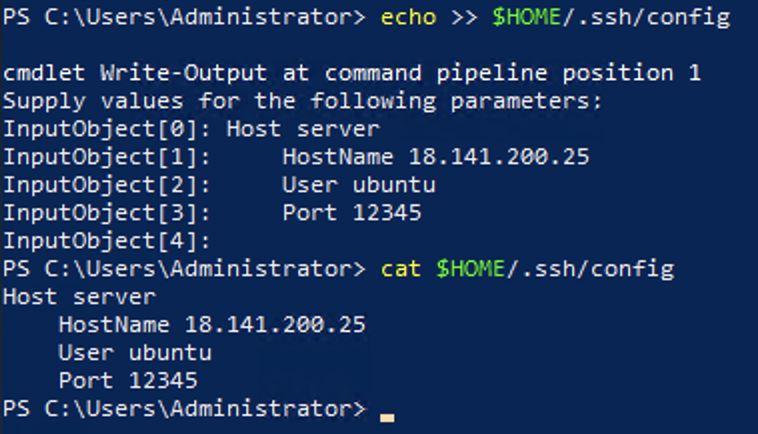 PS C:\Users\Administrator> echo >> $HOME/.ssh/config

cmdlet Write-Output at command pipeline position 1
Supply values for the following parameters:
InputObject[0]: Host server
InputObject[1]:     HostName 18.141.200.25
InputObject[2]:     User ubuntu
InputObject[3]:     Port 12345
InputObject[4]:
PS C:\Users\Administrator> cat $HOME/.ssh/config
Host server
    HostName 18.141.200.25
    User ubuntu
    Port 12345
PS C:\Users\Administrator>